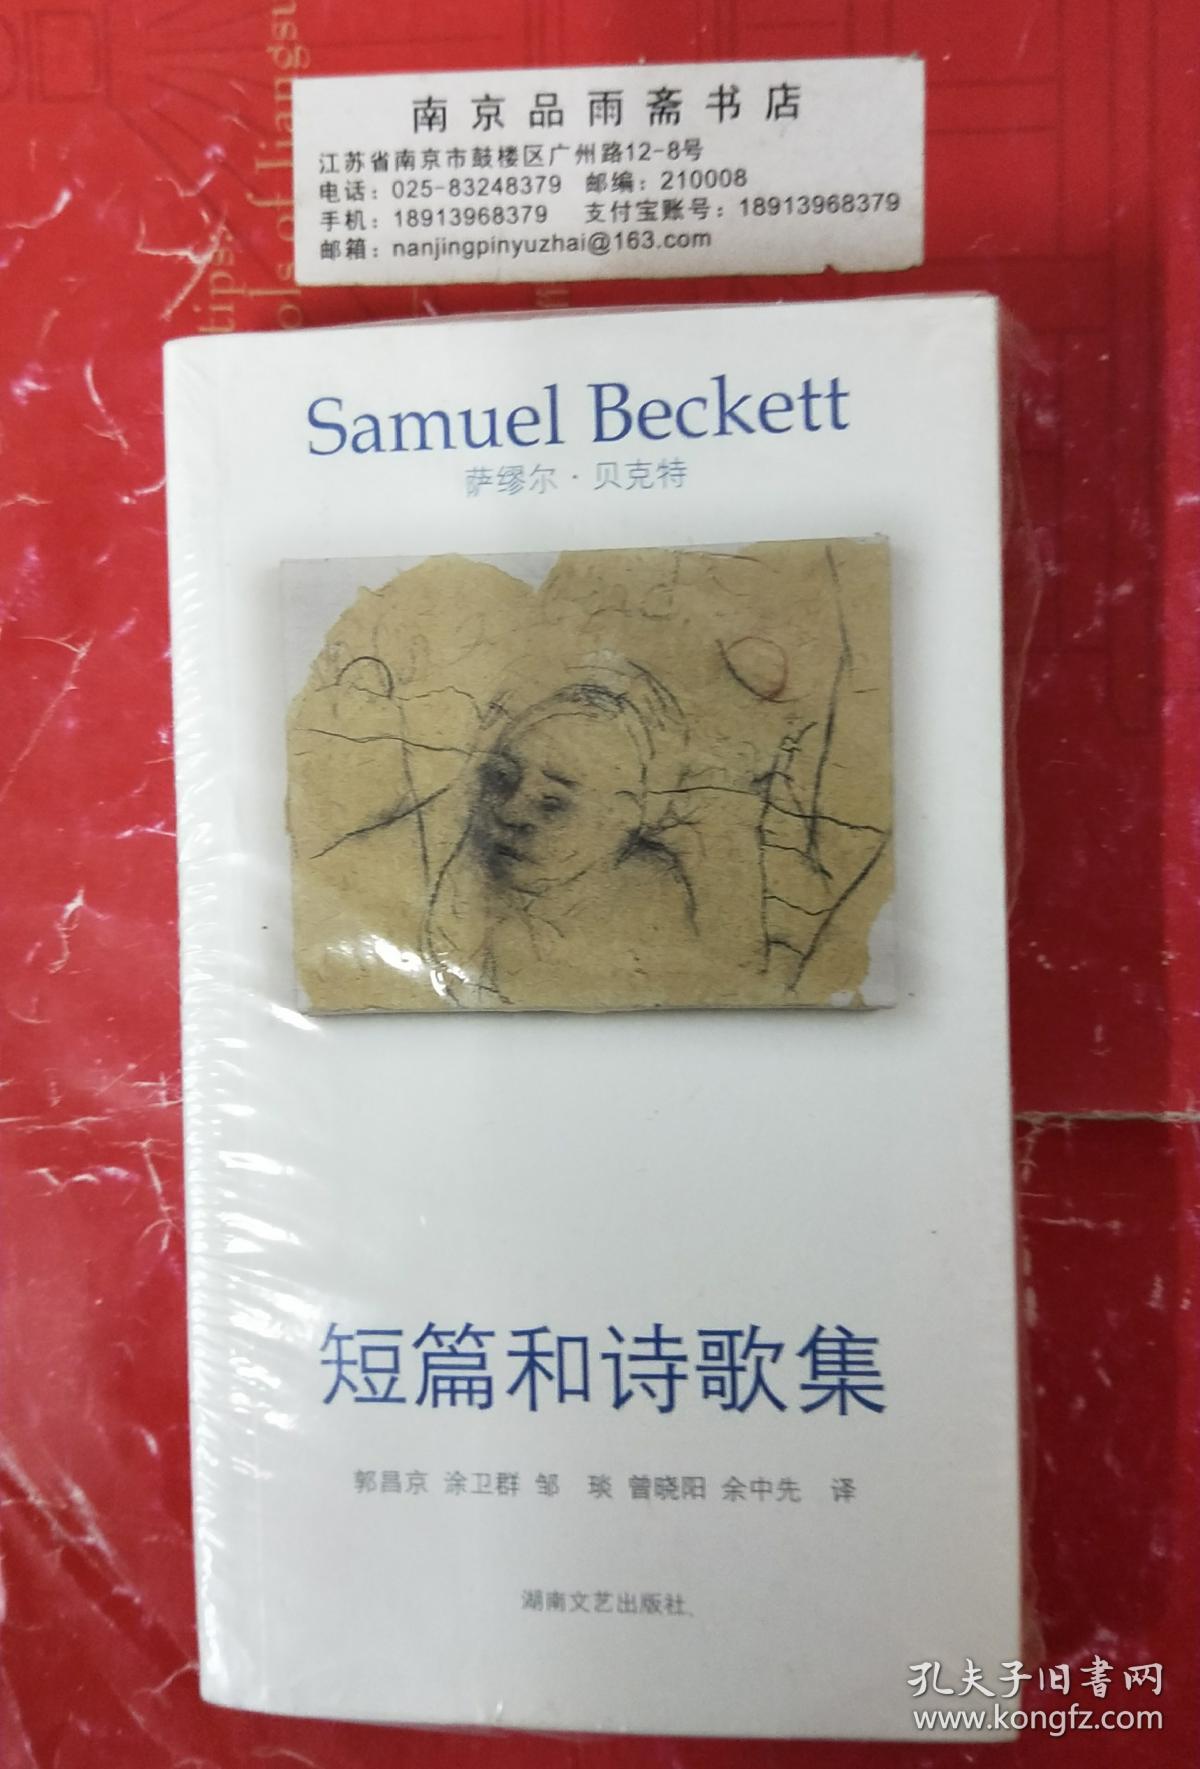 南京品雨斋书店
江苏省南京市鼓楼区广州路12-8号
电话：025-83248379 邮编：210008
手机：18913968379 支付宝账号：18913968379
邮箱：nanjingpinyuzhai@163.com
tips
ols of Jiangsu
Samuel Beckett
萨缪尔·贝克特
短篇和诗歌集
郭昌京 涂卫群 邹 琰 曾晓阳 余中先 译
湖南文艺出版社
孔夫子旧书网
www.kongfz.com